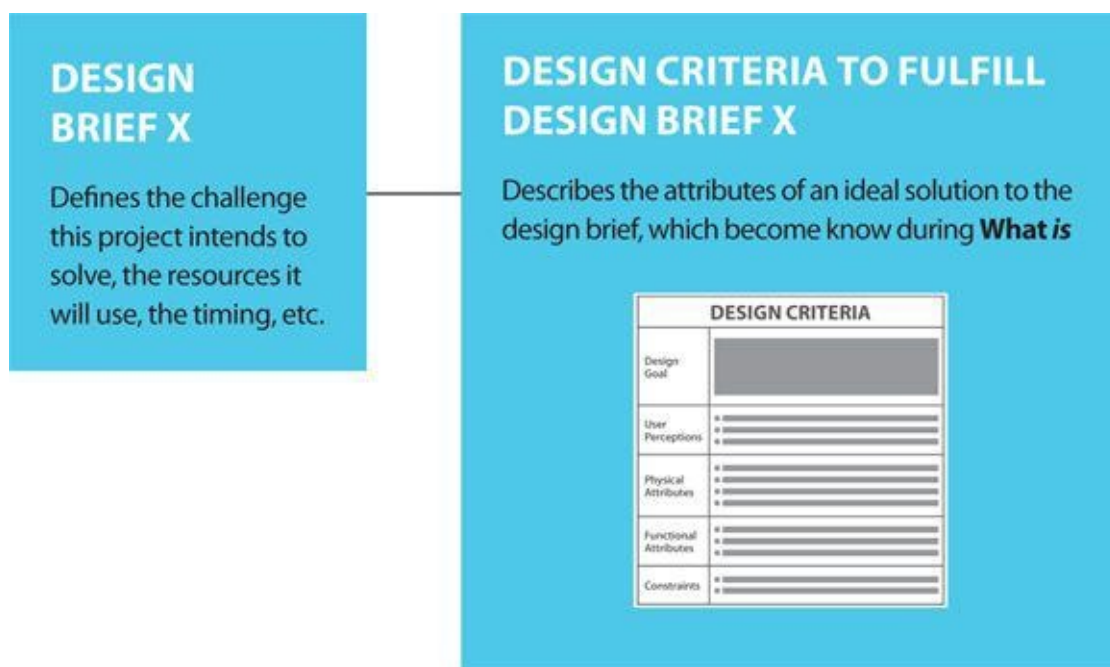 DESIGN
BRIEF X
Defines the challenge
this project intends to
solve, the resources it
will use, the timing, etc.
DESIGN CRITERIA TO FULFILL
DESIGN BRIEF X
Describes the attributes of an ideal solution to the
design brief, which become know during What is
DESIGN CRITERIA
Design
Goal
User
Perceptions
Physical
Attributes
Functional
Attributes
Constraints